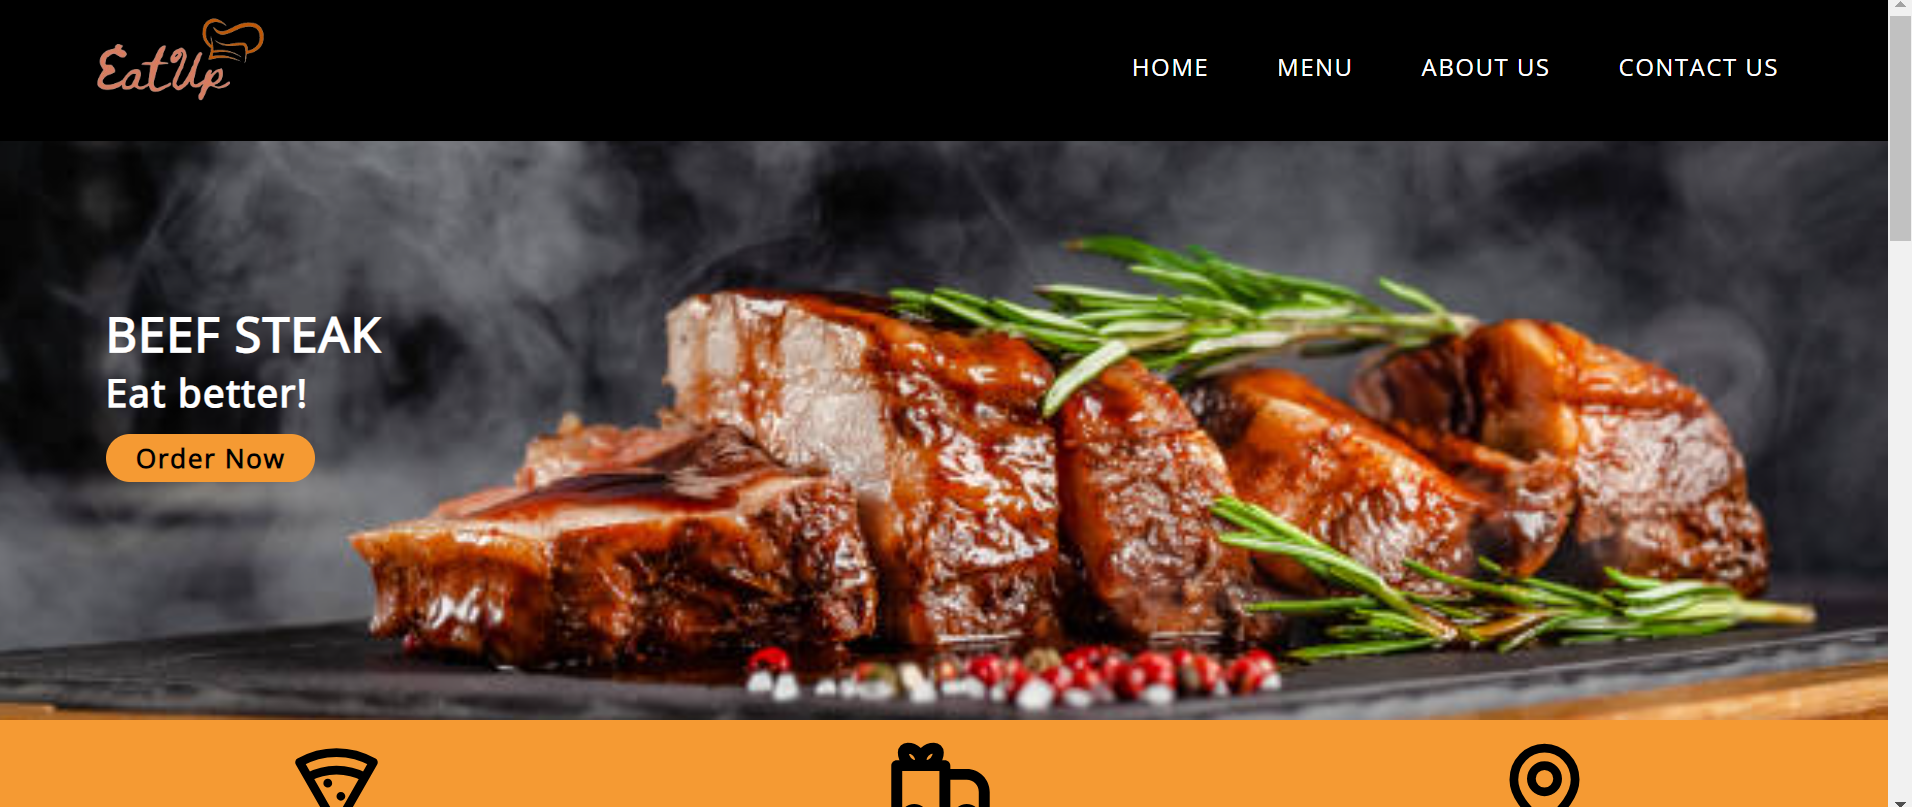 EatUp
HOME MENU ABOUT US CONTACT US
BEEF STEAK
Eat better!
Order Now